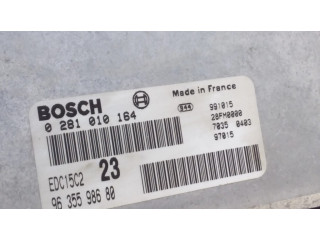 BOSCH
0 281 010 164
EDC15C2 23
96 355 986 80
Made in France
S44 991015
28FM0000
7035 0403
97015